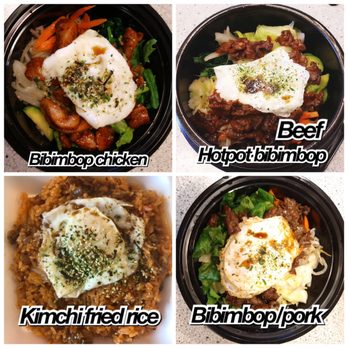 Bibimbop chicken
Beef
Hotpot bibimbop
Kimchi fried rice
Bibimbop/pork